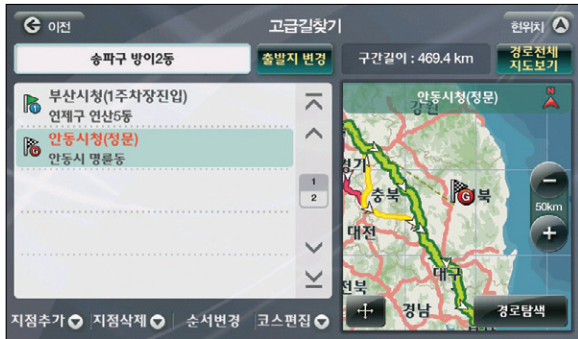 이전
고급길찾기
현위치
송파구 방이2동
출발지 변경
구간길이 : 469.4 km
경로전체
지도보기
1
부산시청(1주차장진입)
연제구 연산5동
G
안동시청(정문)
안동시 명륜동
1
2
지점추가
지점삭제
순서변경
코스편집
안동시청(정문)
N
강원
경기
충북
G
북
대전
대구
전북
경남
50km
경로탐색